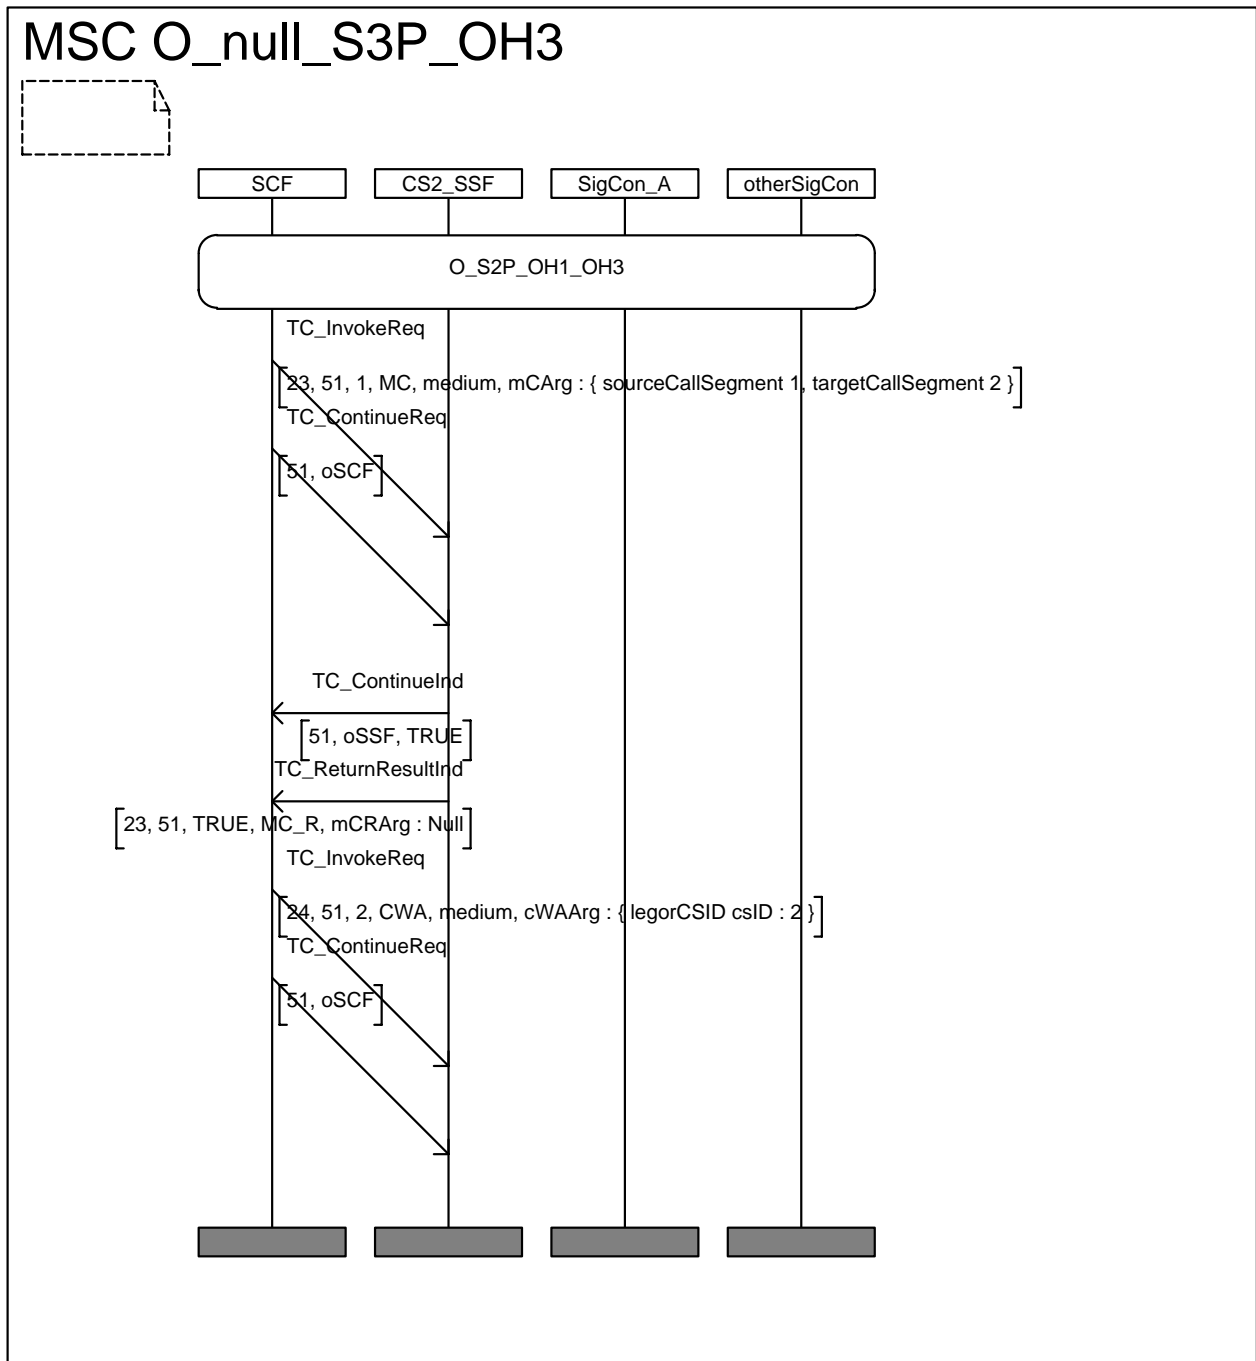 MSC O_null_S3P_OH3
SCF
CS2_SSF
SigCon_A
otherSigCon
O_S2P_OH1_OH3
TC_InvokeReq
23, 51, 1, MC, medium, mCArg : { sourceCallSegment 1, targetCallSegment 2 }
TC_ContinueReq
51, oSCF
TC_ContinueInd
51, oSSF, TRUE
TC_ReturnResultInd
23, 51, TRUE, MC_R, mCRArg : Null
TC_InvokeReq
24, 51, 2, CWA, medium, cWAArg : { legorCSID csID : 2 }
TC_ContinueReq
51, oSCF